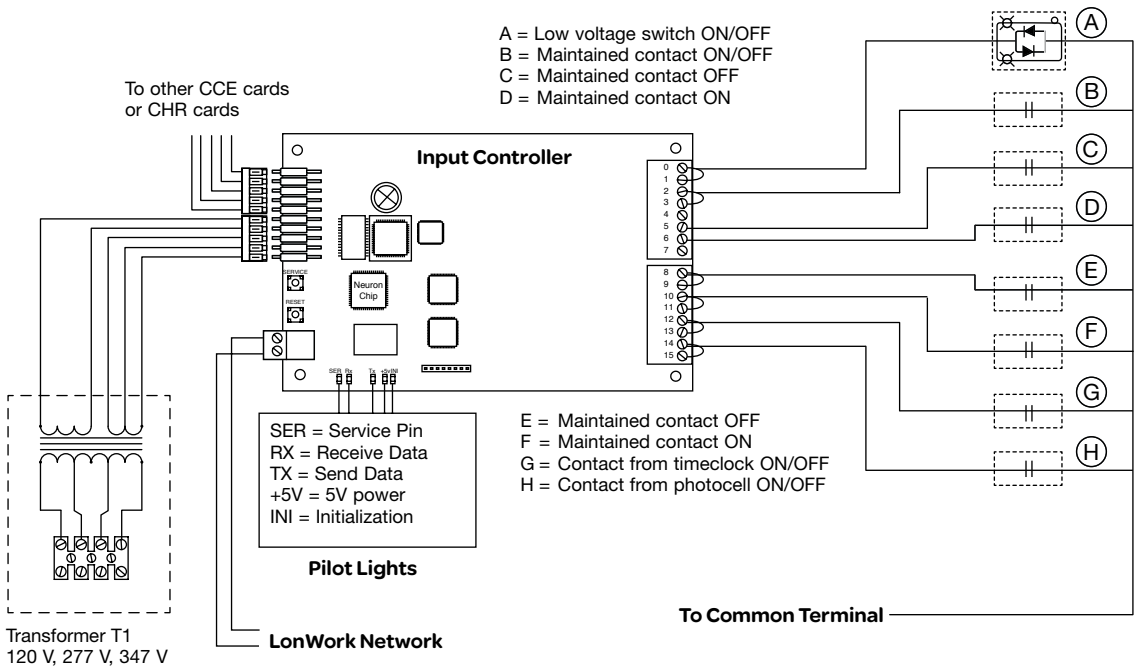 A = Low voltage switch ON/OFF
B = Maintained contact ON/OFF
C = Maintained contact OFF
D = Maintained contact ON
A
B
C
D
E
F
G
H
To other CCE cards
or CHR cards
Input Controller
0
1
2
3
4
5
6
7
8
9
10
11
12
13
14
15
SERVICE
RESET
Neuron
Chip
SER Rx Tx +5v INI
SER = Service Pin
RX = Receive Data
TX = Send Data
+5V = 5V power
INI = Initialization
Pilot Lights
E = Maintained contact OFF
F = Maintained contact ON
G = Contact from timeclock ON/OFF
H = Contact from photocell ON/OFF
To Common Terminal
LonWork Network
Transformer T1
120 V, 277 V, 347 V